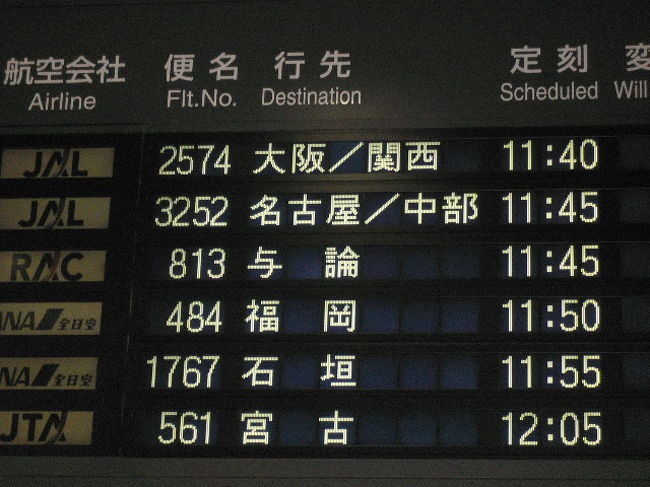 航空会社 便名 行先 定刻 変
Airline Flt.No. Destination Scheduled Will
JAL 2574 大阪／関西 11:40
JAL 3252 名古屋／中部 11:45
RAC 813 与論 11:45
ANA 全日空 484 福岡 11:50
ANA 全日空 1767 石垣 11:55
JTA 561 宮古 12:05